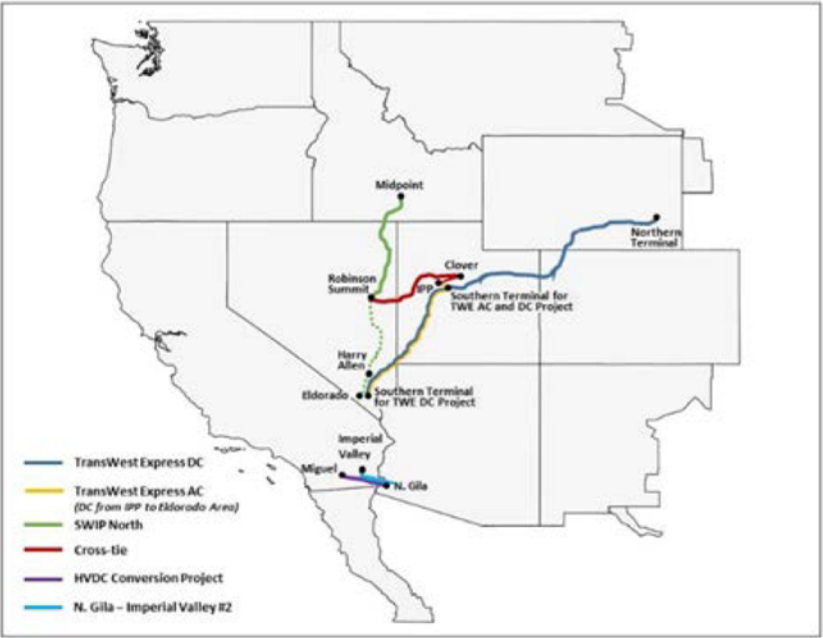 Midpoint
Northern
Terminal
Clover
Robinson
Summit
IPP
Southern Terminal for
TWE AC and DC Project
Harry
Allen
Eldorado
Southern Terminal
for TWE DC Project
Imperial
Valley
Miguel
N. Gila
TransWest Express DC
TransWest Express AC
(DC from IPP to Eldorado Area)
SWIP North
Cross-tie
HVDC Conversion Project
N. Gila – Imperial Valley #2